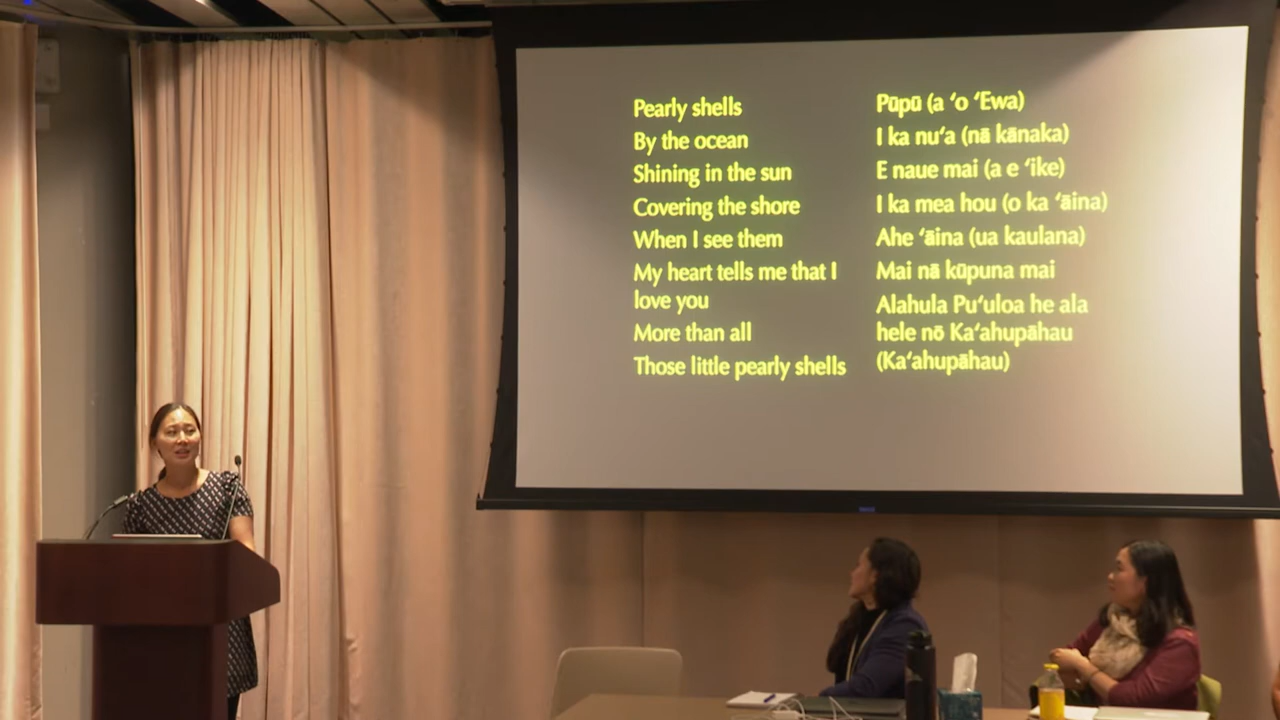 Pearly shells
By the ocean
Shining in the sun
Covering the shore
When I see them
My heart tells me that I
love you
More than all
Those little pearly shells
Pūpū (a ʻo ʻEwa)
I ka nuʻa (nā kānaka)
E naue mai (a e ʻike)
I ka mea hou (o ka ʻāina)
Ahe ʻāina (ua kaulana)
Mai nā kūpuna mai
Alahula Puʻuloa he ala
hele nō Kaʻahupāhau
(Kaʻahupāhau)